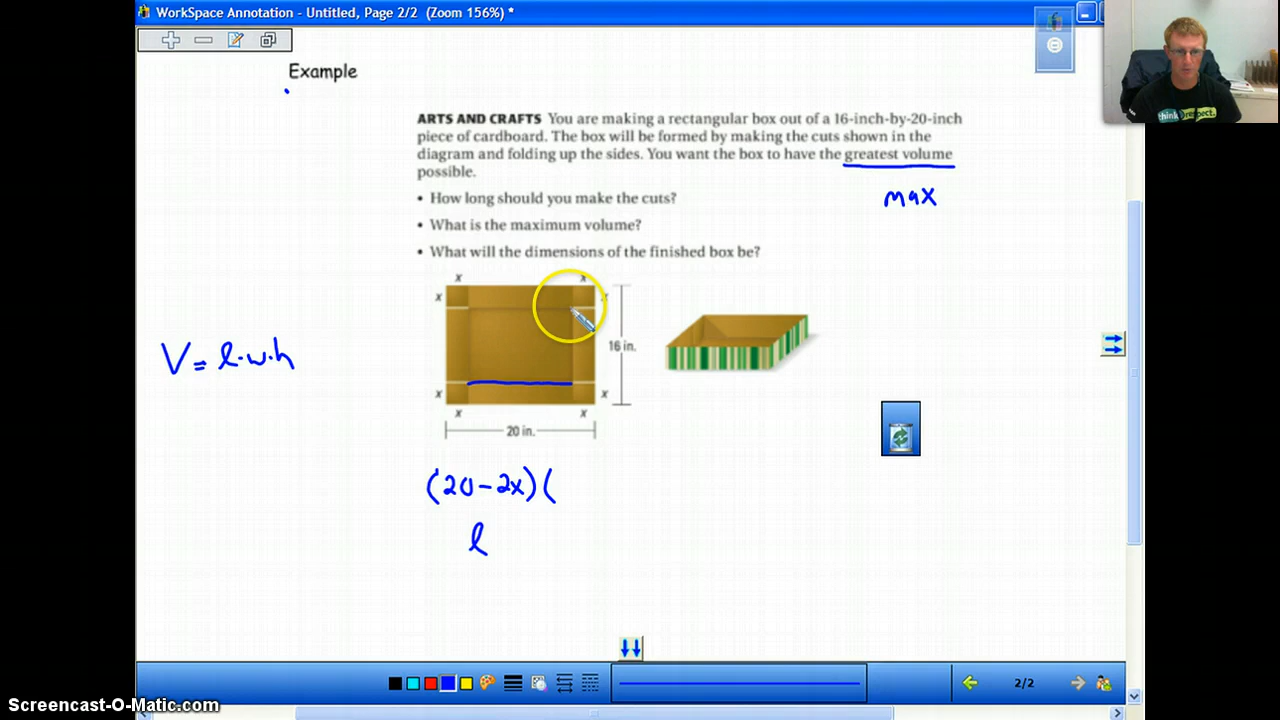 WorkSpace Annotation - Untitled, Page 2/2 (Zoom 156%) *
Example
ARTS AND CRAFTS You are making a rectangular box out of a 16-inch-by-20-inch
piece of cardboard. The box will be formed by making the cuts shown in the
diagram and folding up the sides. You want the box to have the greatest volume
possible.
max
• How long should you make the cuts?
• What is the maximum volume?
• What will the dimensions of the finished box be?
x x
x x
16 in.
V = l·w·h
x x
x x
20 in.
(20-2x)(
l
2/2
think respect.
Screencast-O-Matic.com